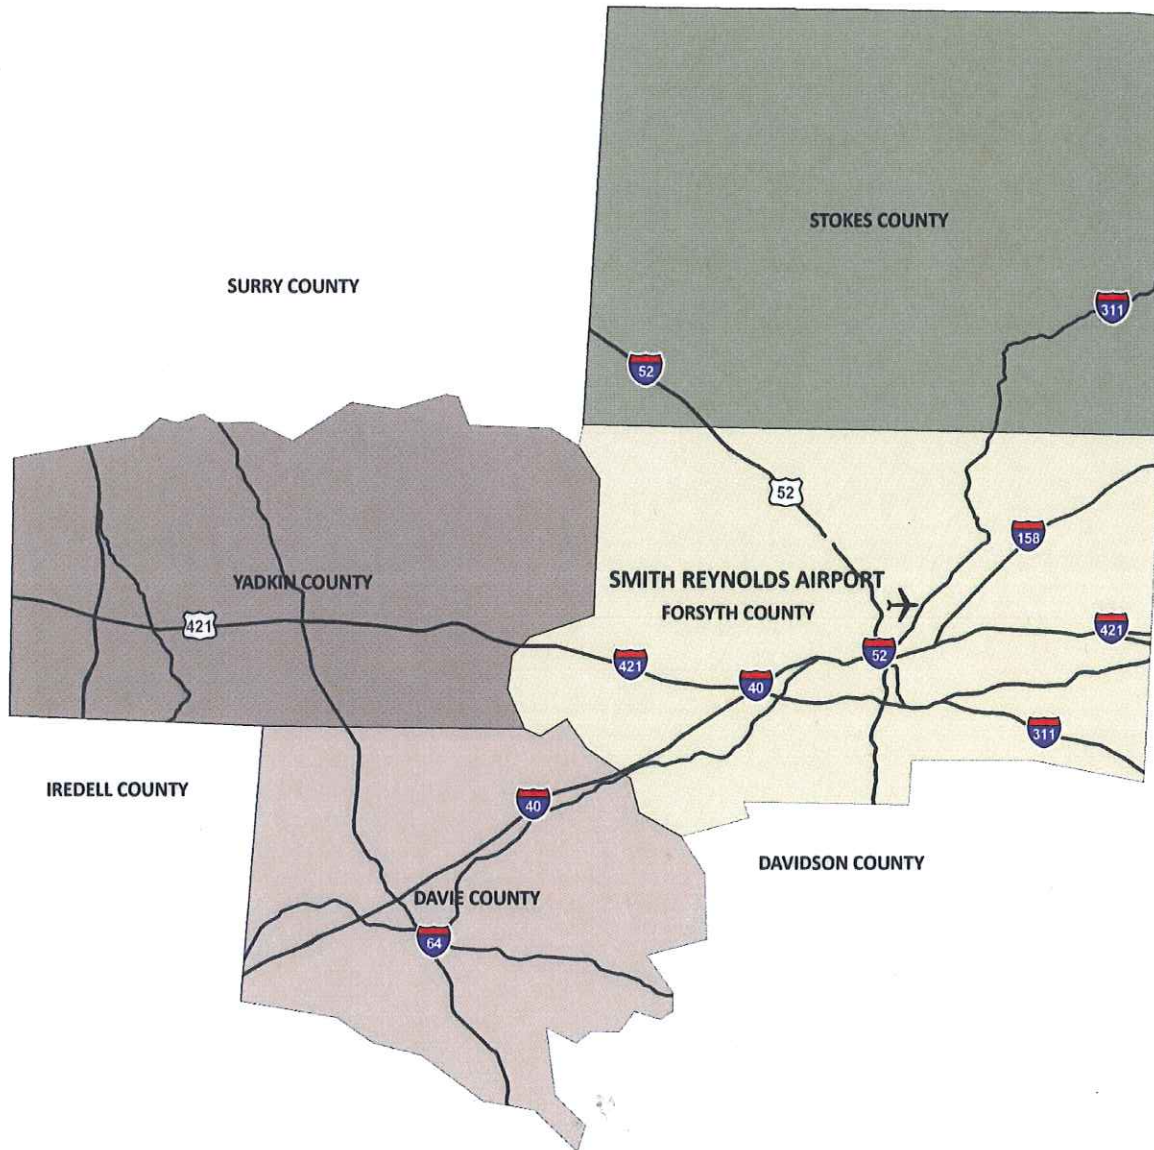 STOKES COUNTY
SURRY COUNTY
311
52
52
158
YADKIN COUNTY
SMITH REYNOLDS AIRPORT
FORSYTH COUNTY
421
421
52
421
40
311
IREDELL COUNTY
40
DAVIDSON COUNTY
DAVIE COUNTY
64